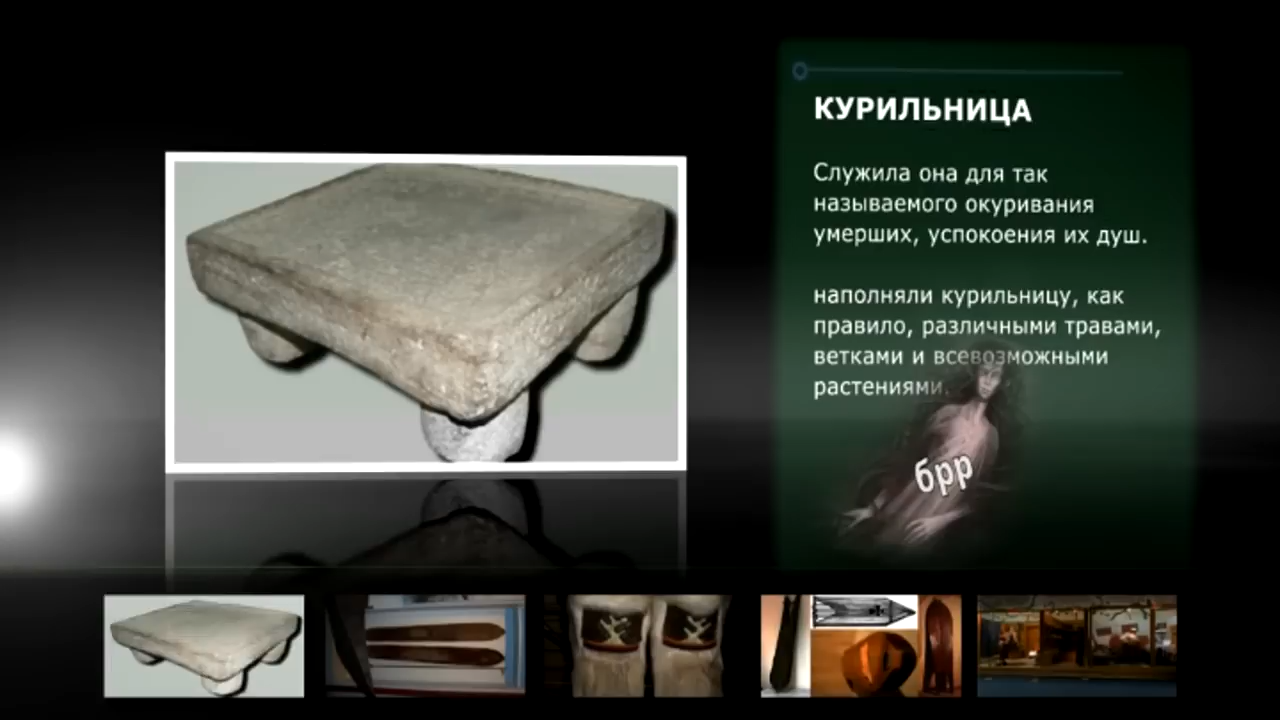 КУРИЛЬНИЦА
Служила она для так
называемого окуривания
умерших, успокоения их душ.
наполняли курильницу, как
правило, различными травами,
ветками и всевозможными
растениями.
брр